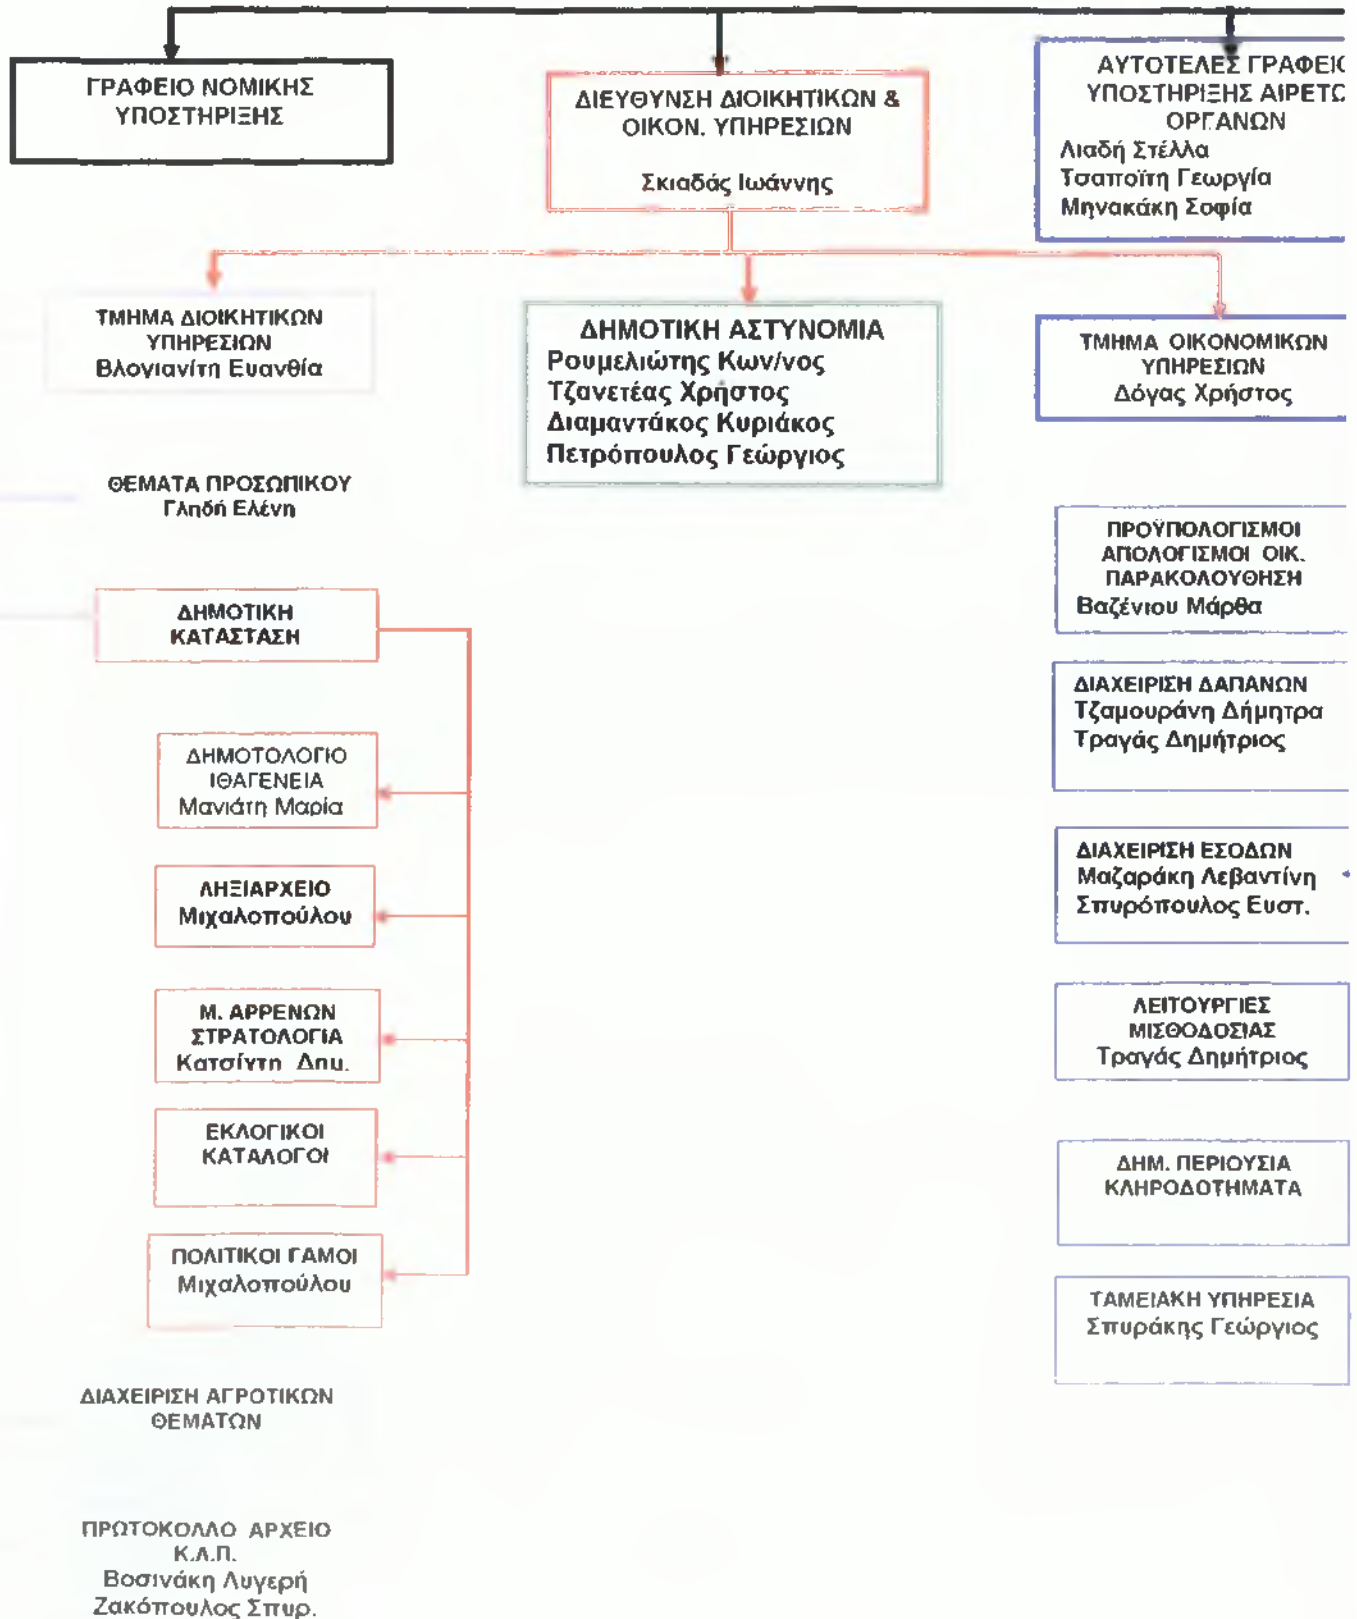 ΓΡΑΦΕΙΟ ΝΟΜΙΚΗΣ
ΥΠΟΣΤΗΡΙΞΗΣ
ΔΙΕΥΘΥΝΣΗ ΔΙΟΙΚΗΤΙΚΩΝ &
ΟΙΚΟΝ. ΥΠΗΡΕΣΙΩΝ
Σκιαδάς Ιωάννης
ΑΥΤΟΤΕΛΕΣ ΓΡΑΦΕΙΟ
ΥΠΟΣΤΗΡΙΞΗΣ ΑΙΡΕΤΩ
ΟΡΓΑΝΩΝ
Λιαδή Στέλλα
Τσαποϊτη Γεωργία
Μηνακάκη Σοφία
ΤΜΗΜΑ ΔΙΟΙΚΗΤΙΚΩΝ
ΥΠΗΡΕΣΙΩΝ
Βλογιανίτη Ευανθία
ΔΗΜΟΤΙΚΗ ΑΣΤΥΝΟΜΙΑ
Ρουμελιώτης Κων/νος
Τζανετέας Χρήστος
Διαμαντάκος Κυριάκος
Πετρόπουλος Γεώργιος
ΤΜΗΜΑ ΟΙΚΟΝΟΜΙΚΩΝ
ΥΠΗΡΕΣΙΩΝ
Δόγας Χρήστος
ΘΕΜΑΤΑ ΠΡΟΣΩΠΙΚΟΥ
Γληδή Ελένη
ΔΗΜΟΤΙΚΗ
ΚΑΤΑΣΤΑΣΗ
ΔΗΜΟΤΟΛΟΓΙΟ
ΙΘΑΓΕΝΕΙΑ
Μανιάτη Μαρία
ΛΗΞΙΑΡΧΕΙΟ
Μιχαλοπούλου
Μ. ΑΡΡΕΝΩΝ
ΣΤΡΑΤΟΛΟΓΙΑ
Κατσίντη Δημ.
ΕΚΛΟΓΙΚΟΙ
ΚΑΤΑΛΟΓΟΙ
ΠΟΛΙΤΙΚΟΙ ΓΑΜΟΙ
Μιχαλοπούλου
ΔΙΑΧΕΙΡΙΣΗ ΑΓΡΟΤΙΚΩΝ
ΘΕΜΑΤΩΝ
ΠΡΩΤΟΚΟΛΛΟ ΑΡΧΕΙΟ
Κ.Λ.Π.
Βοσινάκη Λυγερή
Ζακόπουλος Σπυρ.
ΠΡΟΫΠΟΛΟΓΙΣΜΟΙ
ΑΠΟΛΟΓΙΣΜΟΙ ΟΙΚ.
ΠΑΡΑΚΟΛΟΥΘΗΣΗ
Βαζένιου Μάρθα
ΔΙΑΧΕΙΡΙΣΗ ΔΑΠΑΝΩΝ
Τζαμουράνη Δήμητρα
Τραγάς Δημήτριος
ΔΙΑΧΕΙΡΙΣΗ ΕΣΟΔΩΝ
Μαζαράκη Λεβαντίνη
Σπυρόπουλος Ευστ.
ΛΕΙΤΟΥΡΓΙΕΣ
ΜΙΣΘΟΔΟΣΙΑΣ
Τραγάς Δημήτριος
ΔΗΜ. ΠΕΡΙΟΥΣΙΑ
ΚΛΗΡΟΔΟΤΗΜΑΤΑ
ΤΑΜΕΙΑΚΗ ΥΠΗΡΕΣΙΑ
Σπυράκης Γεώργιος